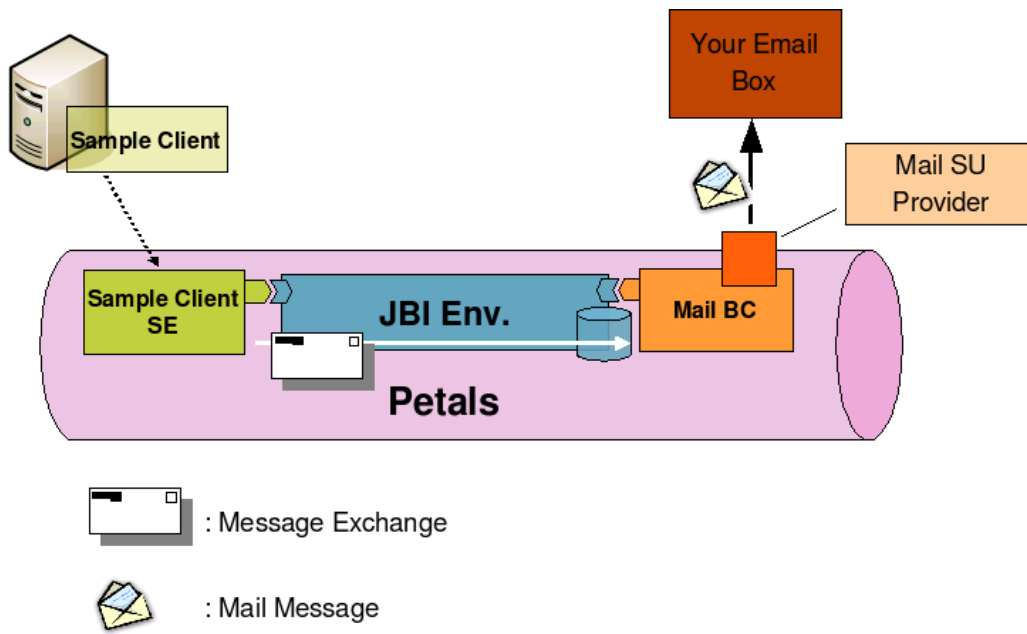 Your Email
Box
Sample Client
Mail SU
Provider
Sample Client
SE
JBI Env.
Mail BC
Petals
: Message Exchange
: Mail Message